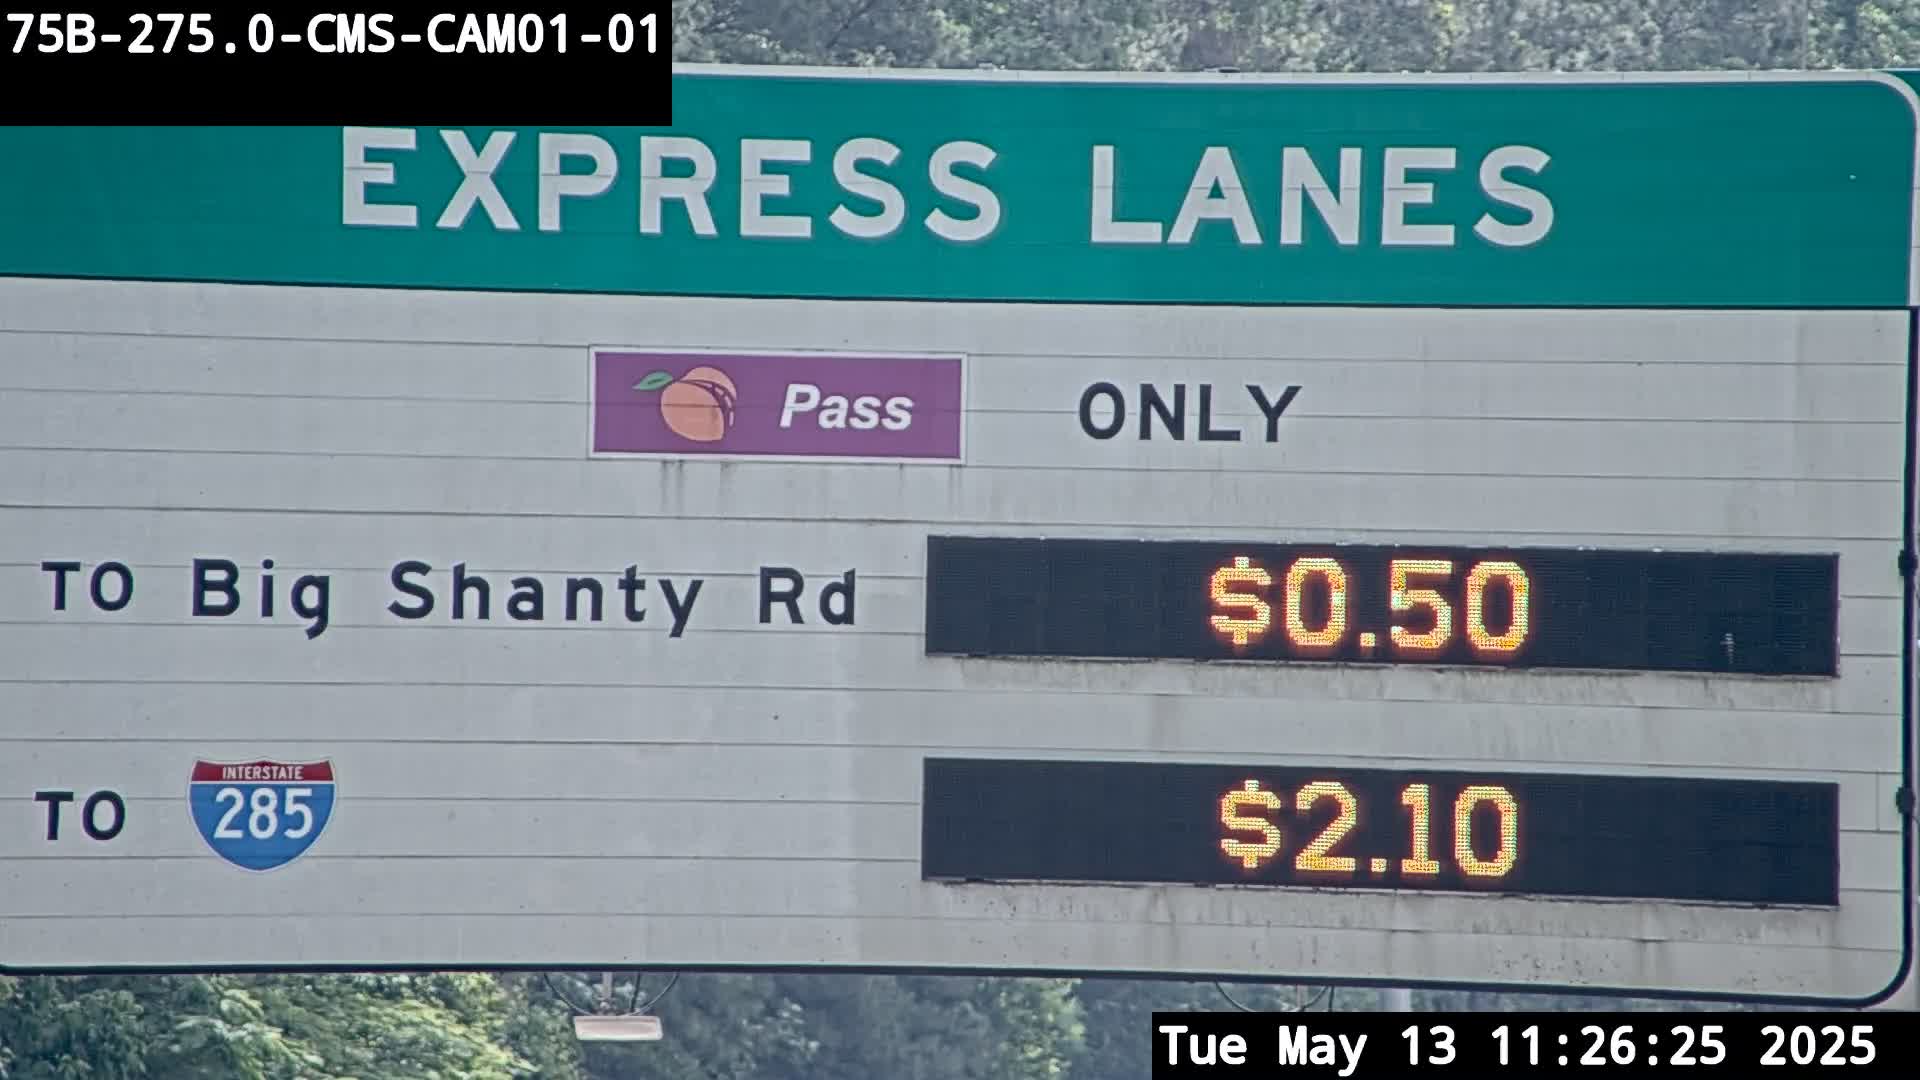 75B-275.0-CMS-CAM01-01
EXPRESS LANES
Pass ONLY
TO Big Shanty Rd $0.50
TO INTERSTATE 285 $2.10
Tue May 13 11:26:25 2025